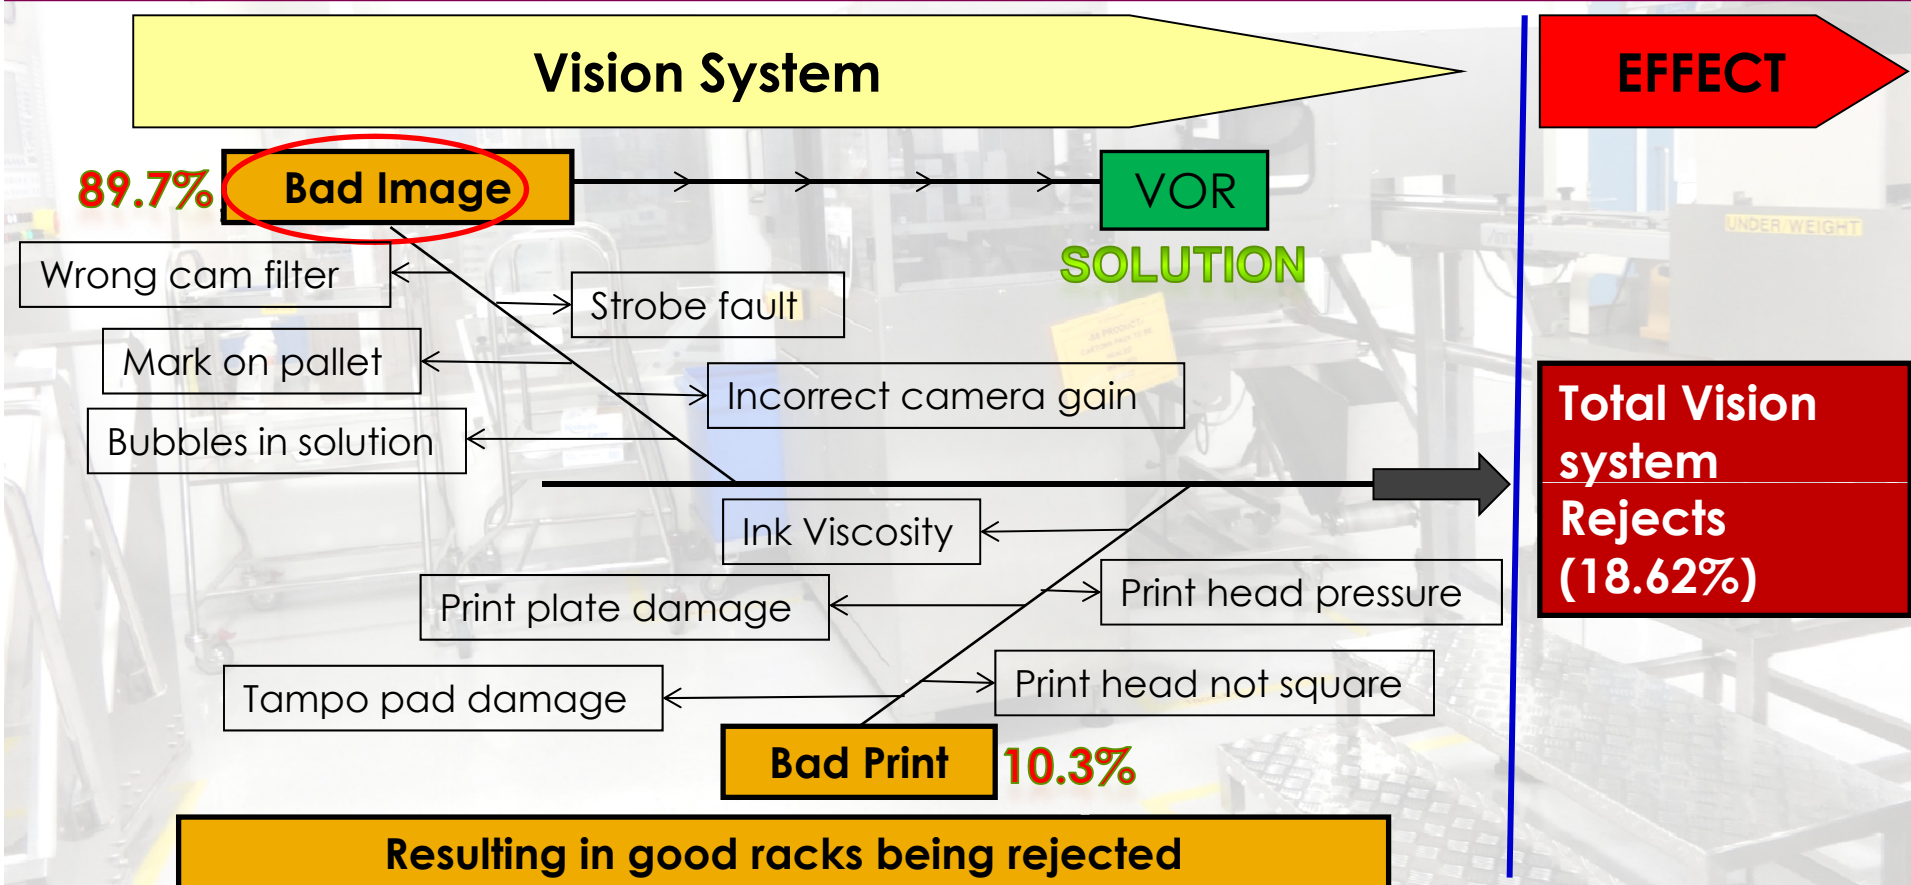 Vision System
EFFECT
89.7%
Bad Image
VOR
SOLUTION
UNDER/WEIGHT
Wrong cam filter
Strobe fault
Mark on pallet
Incorrect camera gain
Bubbles in solution
Total Vision
system
Rejects
(18.62%)
Ink Viscosity
Print plate damage
Print head pressure
Tampo pad damage
Print head not square
Bad Print
10.3%
Resulting in good racks being rejected